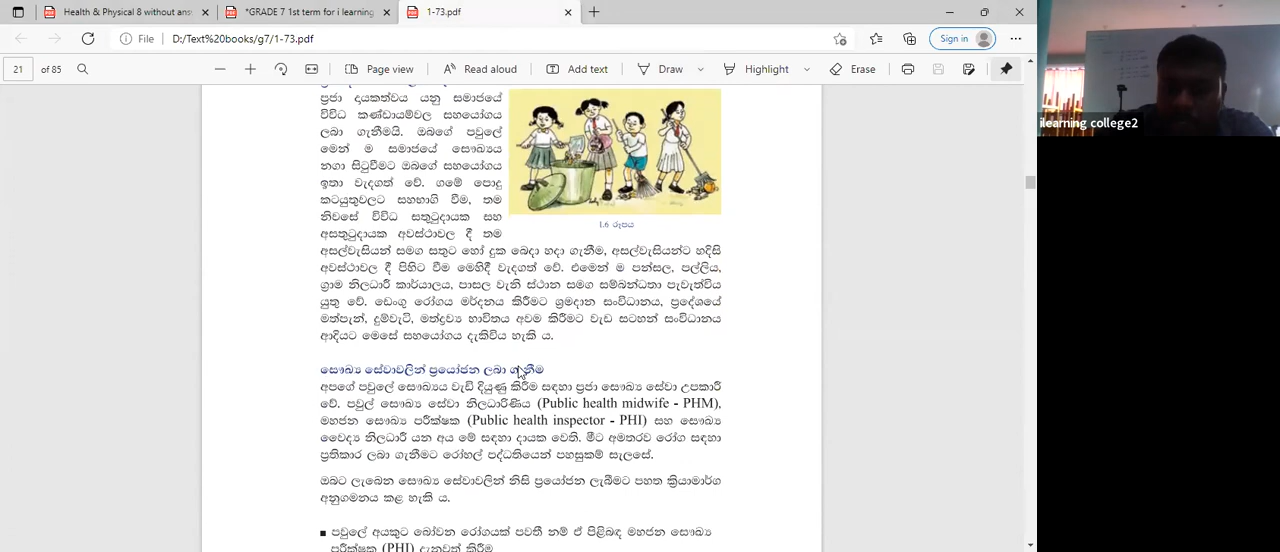 Health & Physical 8 without ans
*GRADE 7 1st term for i learning
1-73.pdf
File
D:/Text%20books/g7/1-73.pdf
Sign in
21 of 85
Page view
Read aloud
Add text
Draw
Highlight
Erase
ilearning college2
ප්‍රජා දායකත්වය යනු සමාජයේ
විවිධ කණ්ඩායම්වල සහයෝගය
ලබා ගැනීමයි. ඔබගේ පවුලේ
මෙන් ම සමාජයේ සෞඛ්‍යය
නගා සිටුවීමට ඔබගේ සහයෝගය
ඉතා වැදගත් වේ. ගමේ පොදු
කටයුතුවලට සහභාගි වීම, තම
නිවසේ විවිධ සතුටුදායක සහ
අසතුටුදායක අවස්ථාවල දී තම
1.6 රූපය
අසල්වැසියන් සමග සතුට හෝ දුක බෙදා හදා ගැනීම, අසල්වැසියන්ට හදිසි
අවස්ථාවල දී පිහිට වීම මෙහිදී වැදගත් වේ. එමෙන් ම පන්සල, පල්ලිය,
ග්‍රාම නිලධාරී කාර්යාලය, පාසල වැනි ස්ථාන සමග සම්බන්ධතා පැවැත්විය
යුතු වේ. ඩෙංගු රෝගය මර්දනය කිරීමට ශ්‍රමදාන සංවිධානය, ප්‍රදේශයේ
මත්පැන්, දුම්වැටි, මත්ද්‍රව්‍ය භාවිතය අවම කිරීමට වැඩ සටහන් සංවිධානය
ආදියට මෙසේ සහයෝගය දැක්විය හැකි ය.
සෞඛ්‍ය සේවාවලින් ප්‍රයෝජන ලබා ගැනීම
අපගේ පවුලේ සෞඛ්‍යය වැඩි දියුණු කිරීම සඳහා ප්‍රජා සෞඛ්‍ය සේවා උපකාරී
වේ. පවුල් සෞඛ්‍ය සේවා නිලධාරිණිය (Public health midwife - PHM),
මහජන සෞඛ්‍ය පරීක්ෂක (Public health inspector - PHI) සහ සෞඛ්‍ය
වෛද්‍ය නිලධාරී යන අය මේ සඳහා දායක වෙති. මීට අමතරව රෝග සඳහා
ප්‍රතිකාර ලබා ගැනීමට රෝහල් පද්ධතියෙන් පහසුකම් සැලසේ.
ඔබට ලැබෙන සෞඛ්‍ය සේවාවලින් නිසි ප්‍රයෝජන ලැබීමට පහත ක්‍රියාමාර්ග
අනුගමනය කළ හැකි ය.
■ පවුලේ අයකුට බෝවන රෝගයක් පවතී නම් ඒ පිළිබඳ මහජන සෞඛ්‍ය
පරීක්ෂක (PHI) දැනුවත් කිරීම